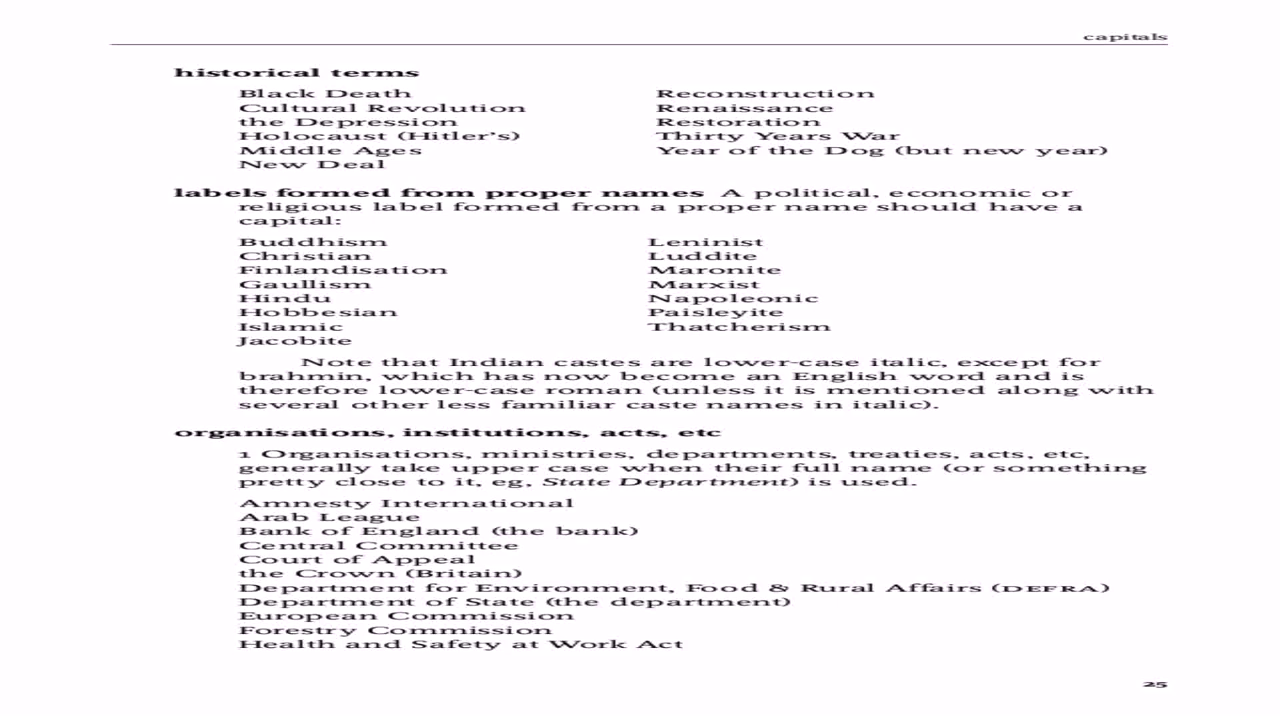 capitals
historical terms
Black Death
Cultural Revolution
the Depression
Holocaust (Hitler’s)
Middle Ages
New Deal
Reconstruction
Renaissance
Restoration
Thirty Years War
Year of the Dog (but new year)
labels formed from proper names A political, economic or
religious label formed from a proper name should have a
capital:
Buddhism
Christian
Finlandisation
Gaullism
Hindu
Hobbesian
Islamic
Jacobite
Leninist
Luddite
Maronite
Marxist
Napoleonic
Paisleyite
Thatcherism
Note that Indian castes are lower-case italic, except for
brahmin, which has now become an English word and is
therefore lower-case roman (unless it is mentioned along with
several other less familiar caste names in italic).
organisations, institutions, acts, etc
1 Organisations, ministries, departments, treaties, acts, etc,
generally take upper case when their full name (or something
pretty close to it, eg, State Department) is used.
Amnesty International
Arab League
Bank of England (the bank)
Central Committee
Court of Appeal
the Crown (Britain)
Department for Environment, Food & Rural Affairs (DEFRA)
Department of State (the department)
European Commission
Forestry Commission
Health and Safety at Work Act
25